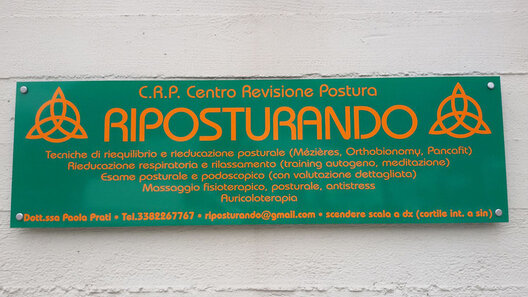 C.R.P. Centro Revisione Postura
RIPOSTURANDO
Tecniche di riequilibrio e rieducazione posturale (Mézières, Orthobionomy, Pancafit)
Rieducazione respiratoria e rilassamento (training autogeno, meditazione)
Esame posturale e podoscopico (con valutazione dettagliata)
Massaggio fisioterapico, posturale, antistress
Auricoloterapia
Dott.ssa Paola Prati • Tel.3382267767 • riposturando@gmail.com • scendere scala a dx (cortile int. a sin)